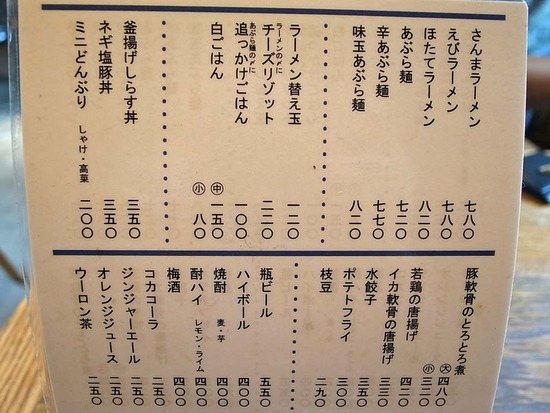 さんまラーメン 七八〇
えびラーメン 七八〇
ほたてラーメン 八二〇
あぶら麺 七二〇
辛あぶら麺 七七〇
味玉あぶら麺 八二〇
ラーメン替え玉 一二〇
ラーメンの〆に
チーズリゾット 二二〇
あぶら麺の〆に
追っかけごはん 一〇〇
白ごはん ㊥ 一五〇
小 八〇
釜揚げしらす丼 三五〇
ネギ塩豚丼 三五〇
ミニどんぶり しゃけ・高菜 二〇〇
豚軟骨のとろとろ煮 大 四八〇
小 三二〇
若鶏の唐揚げ 四二〇
イカ軟骨の唐揚げ 三三〇
水餃子 三〇〇
ポテトフライ 三五〇
枝豆 二九〇
瓶ビール 五五〇
ハイボール 四〇〇
焼酎 麦・芋 四〇〇
酎ハイ レモン・ライム 四〇〇
梅酒 四〇〇
コカコーラ 二五〇
ジンジャーエール 二五〇
オレンジジュース 二五〇
ウーロン茶 二五〇